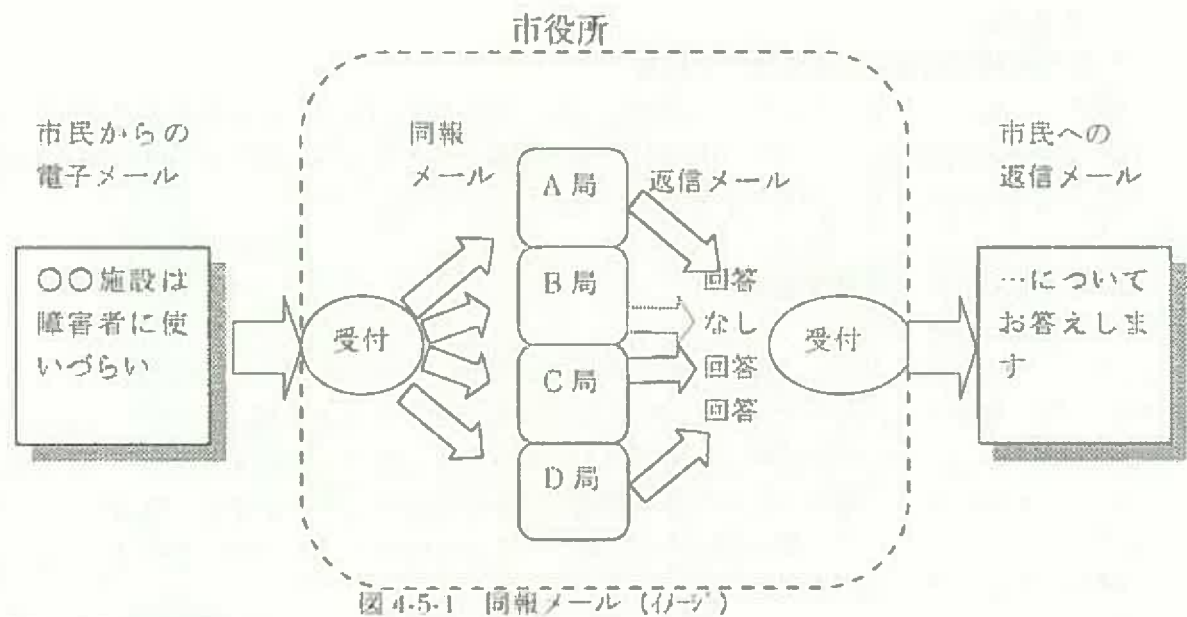 市役所
市民からの
電子メール
同報
メール
返信メール
市民への
返信メール
〇〇施設は
障害者に使
いづらい
受付
A局
B局
C局
D局
回答
なし
回答
回答
受付
…について
お答えしま
す
図 4-5-1 同報メール (ｲﾒｰｼﾞ)